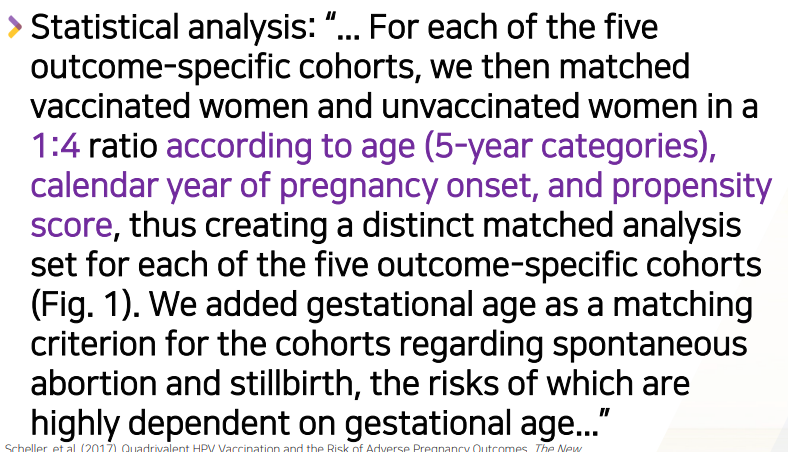 Statistical analysis: “... For each of the five
outcome-specific cohorts, we then matched
vaccinated women and unvaccinated women in a
1:4 ratio according to age (5-year categories),
calendar year of pregnancy onset, and propensity
score, thus creating a distinct matched analysis
set for each of the five outcome-specific cohorts
(Fig. 1). We added gestational age as a matching
criterion for the cohorts regarding spontaneous
abortion and stillbirth, the risks of which are
highly dependent on gestational age...”
Scheller, et al. (2017). Quadrivalent HPV Vaccination and the Risk of Adverse Pregnancy Outcomes. The New